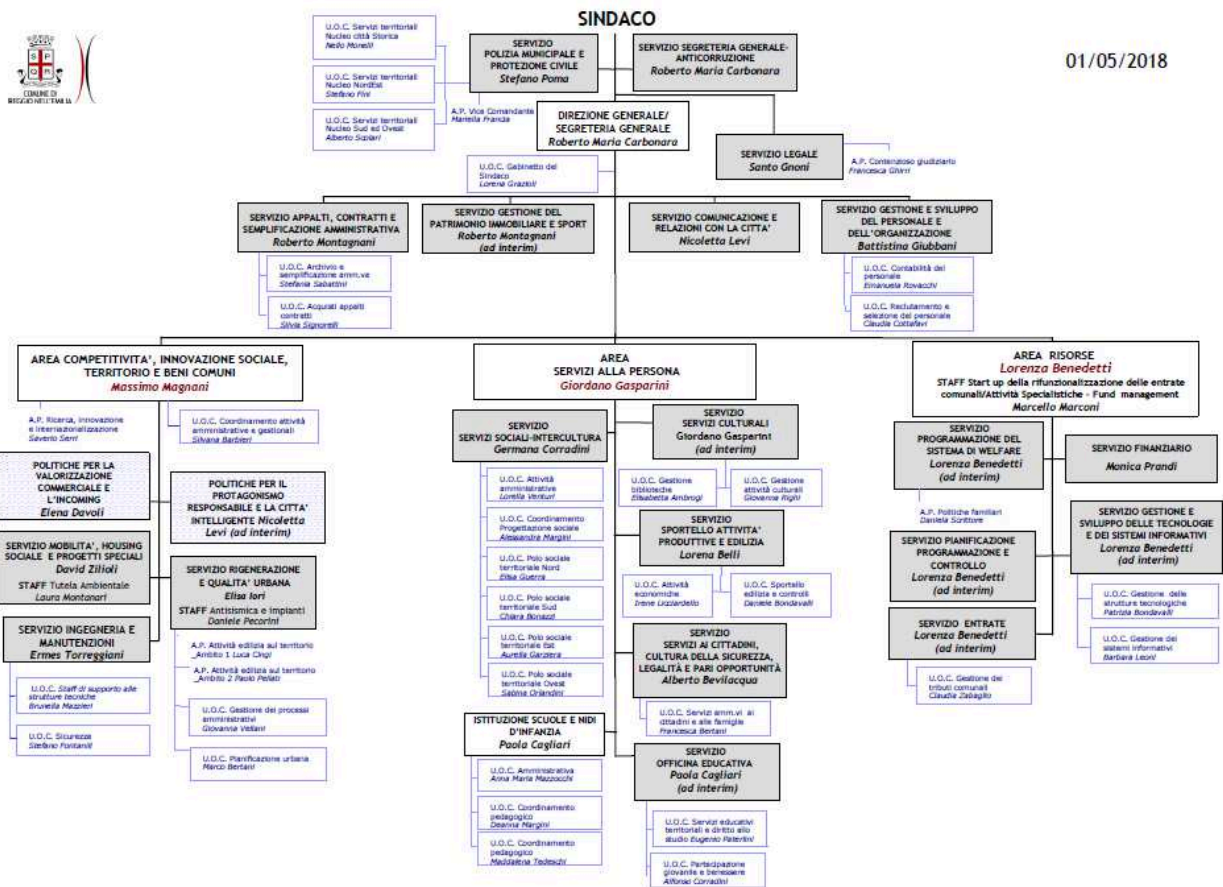 SINDACO
01/05/2018
COMUNE DI
REGGIO NELL'EMILIA
U.O.C. Servizi territoriali
Nucleo città Storica
Nello Monelli
U.O.C. Servizi territoriali
Nucleo NordEst
Stefano Fini
U.O.C. Servizi territoriali
Nucleo Sud ed Ovest
Alberto Sgolari
SERVIZIO
POLIZIA MUNICIPALE E
PROTEZIONE CIVILE
Stefano Poma
A.P. Vice Comandante
Mariella Francia
SERVIZIO SEGRETERIA GENERALE-
ANTICORRUZIONE
Roberto Maria Carbonara
DIREZIONE GENERALE/
SEGRETERIA GENERALE
Roberto Maria Carbonara
SERVIZIO LEGALE
Santo Gnoni
A.P. Contenzioso giudiziario
Francesca Ghirri
U.O.C. Gabinetto del
Sindaco
Lorena Grazioli
SERVIZIO APPALTI, CONTRATTI E
SEMPLIFICAZIONE AMMINISTRATIVA
Roberto Montagnani
U.O.C. Archivio e
semplificazione amm.va
Stefania Sabattini
U.O.C. Acquisti appalti
contratti
Silvia Signorelli
SERVIZIO GESTIONE DEL
PATRIMONIO IMMOBILIARE E SPORT
Roberto Montagnani
(ad interim)
SERVIZIO COMUNICAZIONE E
RELAZIONI CON LA CITTA'
Nicoletta Levi
SERVIZIO GESTIONE E SVILUPPO
DEL PERSONALE E
DELL'ORGANIZZAZIONE
Battistina Giubbani
U.O.C. Contabilità del
personale
Emanuela Rovacchi
U.O.C. Reclutamento e
selezione del personale
Claudia Cottafavi
AREA COMPETITIVITA', INNOVAZIONE SOCIALE,
TERRITORIO E BENI COMUNI
Massimo Magnani
A.P. Ricerca, innovazione
e internazionalizzazione
Saverio Serri
U.O.C. Coordinamento attività
amministrative e gestionali
Silvana Barbieri
POLITICHE PER LA
VALORIZZAZIONE
COMMERCIALE E
L'INCOMING
Elena Davoli
POLITICHE PER IL
PROTAGONISMO
RESPONSABILE E LA CITTA'
INTELLIGENTE Nicoletta
Levi (ad interim)
SERVIZIO MOBILITA', HOUSING
SOCIALE E PROGETTI SPECIALI
David Zilioli
STAFF Tutela Ambientale
Laura Montanari
SERVIZIO RIGENERAZIONE
E QUALITA' URBANA
Elisa Iori
STAFF Antisismica e impianti
Daniele Pecorini
SERVIZIO INGEGNERIA E
MANUTENZIONI
Ermes Torreggiani
U.O.C. Staff di supporto alle
strutture tecniche
Brunella Mazzieri
U.O.C. Sicurezza
Stefano Fontanili
A.P. Attività edilizia sul territorio
_Ambito 1 Luca Cingi
A.P. Attività edilizia sul territorio
_Ambito 2 Paolo Pellati
U.O.C. Gestione dei processi
amministrativi
Giovanna Vellani
U.O.C. Pianificazione urbana
Marco Bertani
AREA
SERVIZI ALLA PERSONA
Giordano Gasparini
SERVIZIO
SERVIZI SOCIALI-INTERCULTURA
Germana Corradini
U.O.C. Attività
amministrative
Lorella Venturi
U.O.C. Coordinamento
Progettazione sociale
Alessandra Margini
U.O.C. Polo sociale
territoriale Nord
Elisa Guerra
U.O.C. Polo sociale
territoriale Sud
Chiara Bonazzi
U.O.C. Polo sociale
territoriale Est
Aurella Garziera
U.O.C. Polo sociale
territoriale Ovest
Sabina Orlandini
ISTITUZIONE SCUOLE E NIDI
D'INFANZIA
Paola Cagliari
U.O.C. Amministrativa
Anna Maria Mazzocchi
U.O.C. Coordinamento
pedagogico
Deanna Margini
U.O.C. Coordinamento
pedagogico
Maddalena Tedeschi
SERVIZIO
SERVIZI CULTURALI
Giordano Gasparini
(ad interim)
U.O.C. Gestione
biblioteche
Elisabetta Ambrogi
U.O.C. Gestione
attività culturali
Giovanna Righi
SERVIZIO
SPORTELLO ATTIVITA'
PRODUTTIVE E EDILIZIA
Lorena Belli
U.O.C. Attività
economiche
Irene Licciardello
U.O.C. Sportello
edilizia e controlli
Daniele Bondavalli
SERVIZIO
SERVIZI AI CITTADINI,
CULTURA DELLA SICUREZZA,
LEGALITÀ E PARI OPPORTUNITÀ
Alberto Bevilacqua
U.O.C. Servizi amm.vi ai
cittadini e alle famiglie
Francesca Bertani
SERVIZIO
OFFICINA EDUCATIVA
Paola Cagliari
(ad interim)
U.O.C. Servizi educativi
territoriali e diritto allo
studio Eugenio Paterlini
U.O.C. Partecipazione
giovanile e benessere
Alfonso Corradini
AREA RISORSE
Lorenza Benedetti
STAFF Start up della rifunzionalizzazione delle entrate
comunali/Attività Specialistiche - Fund management
Marcello Marconi
SERVIZIO
PROGRAMMAZIONE DEL
SISTEMA DI WELFARE
Lorenza Benedetti
(ad interim)
A.P. Politiche familiari
Daniela Scrittore
SERVIZIO FINANZIARIO
Monica Prandi
SERVIZIO PIANIFICAZIONE
PROGRAMMAZIONE E
CONTROLLO
Lorenza Benedetti
(ad interim)
SERVIZIO GESTIONE E
SVILUPPO DELLE TECNOLOGIE
E DEI SISTEMI INFORMATIVI
Lorenza Benedetti
(ad interim)
U.O.C. Gestione delle
strutture tecnologiche
Patrizia Bondavalli
U.O.C. Gestione dei
sistemi informativi
Barbara Leoni
SERVIZIO ENTRATE
Lorenza Benedetti
(ad interim)
U.O.C. Gestione dei
tributi comunali
Claudia Zabaglio